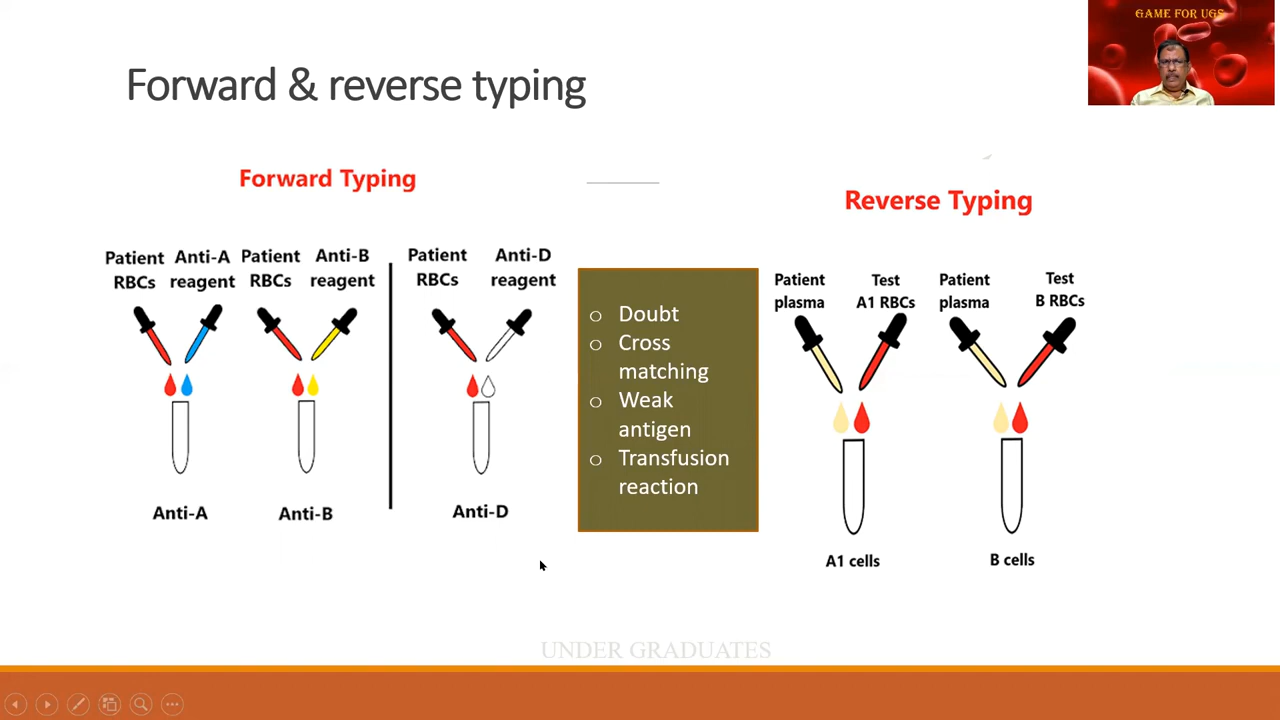 GAME FOR UGS
Forward & reverse typing
Forward Typing
Patient RBCs
Anti-A reagent
Patient RBCs
Anti-B reagent
Patient RBCs
Anti-D reagent
Anti-A
Anti-B
Anti-D
o Doubt
o Cross
matching
o Weak
antigen
o Transfusion
reaction
Reverse Typing
Patient plasma
Test A1 RBCs
Patient plasma
Test B RBCs
A1 cells
B cells
UNDER GRADUATES